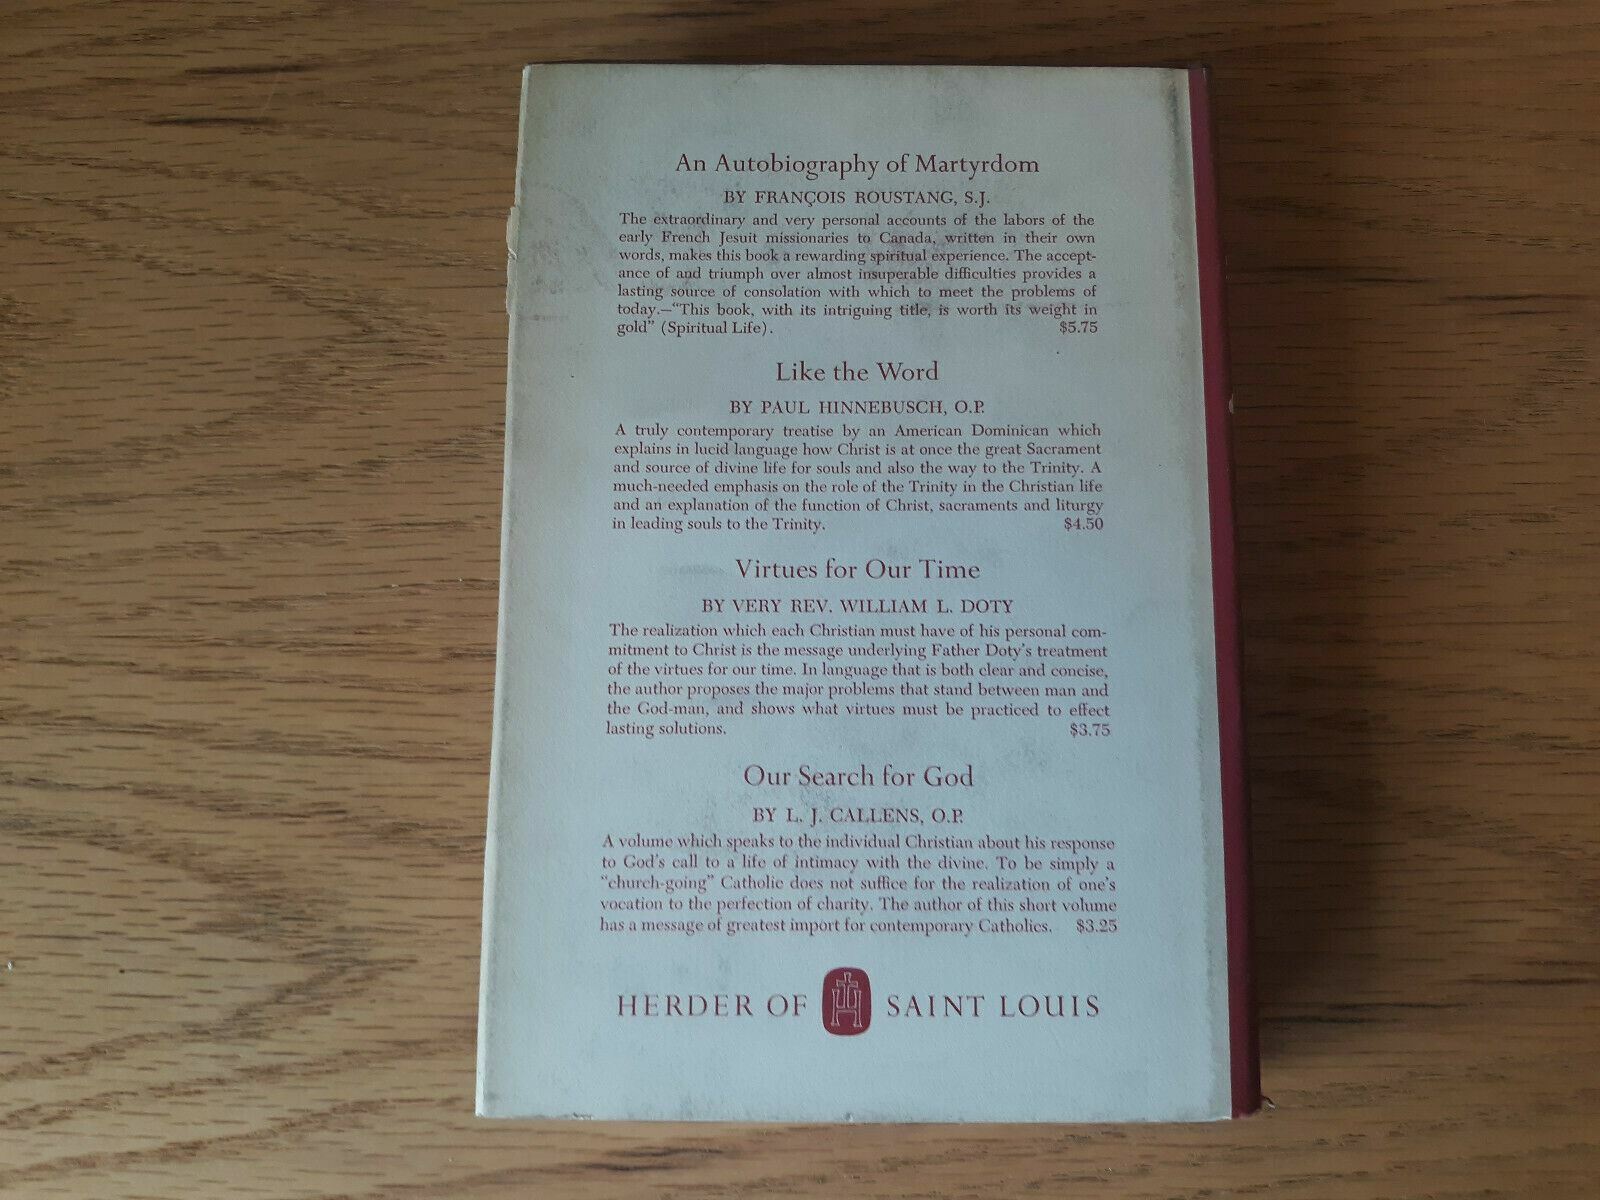 An Autobiography of Martyrdom
BY FRANÇOIS ROUSTANG, S.J.
The extraordinary and very personal accounts of the labors of the
early French Jesuit missionaries to Canada, written in their own
words, makes this book a rewarding spiritual experience. The accept-
ance of and triumph over almost insuperable difficulties provides a
lasting source of consolation with which to meet the problems of
today.—"This book, with its intriguing title, is worth its weight in
gold" (Spiritual Life). $5.75
Like the Word
BY PAUL HINNEBUSCH, O.P.
A truly contemporary treatise by an American Dominican which
explains in lucid language how Christ is at once the great Sacrament
and source of divine life for souls and also the way to the Trinity. A
much-needed emphasis on the role of the Trinity in the Christian life
and an explanation of the function of Christ, sacraments and liturgy
in leading souls to the Trinity. $4.50
Virtues for Our Time
BY VERY REV. WILLIAM L. DOTY
The realization which each Christian must have of his personal com-
mitment to Christ is the message underlying Father Doty's treatment
of the virtues for our time. In language that is both clear and concise,
the author proposes the major problems that stand between man and
the God-man, and shows what virtues must be practiced to effect
lasting solutions. $3.75
Our Search for God
BY L. J. CALLENS, O.P.
A volume which speaks to the individual Christian about his response
to God's call to a life of intimacy with the divine. To be simply a
"church-going" Catholic does not suffice for the realization of one's
vocation to the perfection of charity. The author of this short volume
has a message of greatest import for contemporary Catholics. $3.25
HERDER OF H SAINT LOUIS